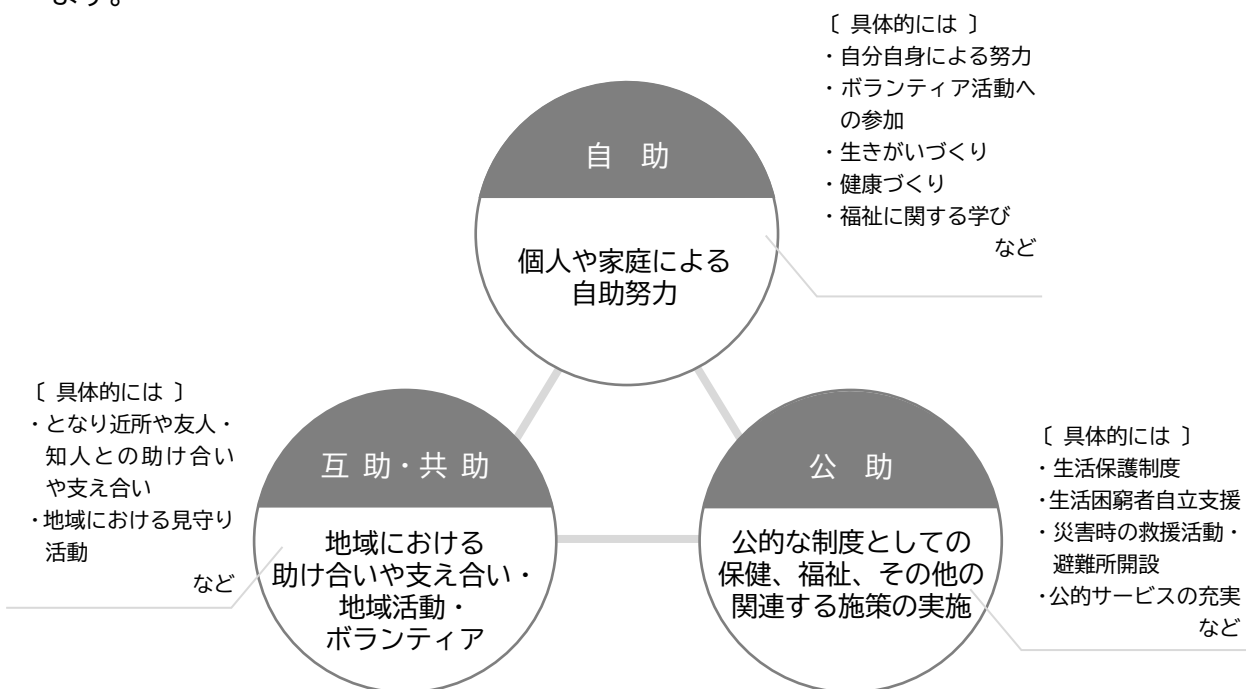 ます。
〔 具体的には 〕
・自分自身による努力
・ボランティア活動へ
の参加
・生きがいづくり
・健康づくり
・福祉に関する学び
など
自 助
個人や家庭による
自助努力
〔 具体的には 〕
・となり近所や友人・
知人との助け合い
や支え合い
・地域における見守り
活動
など
互 助・共 助
地域における
助け合いや支え合い・
地域活動・
ボランティア
公 助
公的な制度としての
保健、福祉、その他の
関連する施策の実施
〔 具体的には 〕
・生活保護制度
・生活困窮者自立支援
・災害時の救援活動・
避難所開設
・公的サービスの充実
など